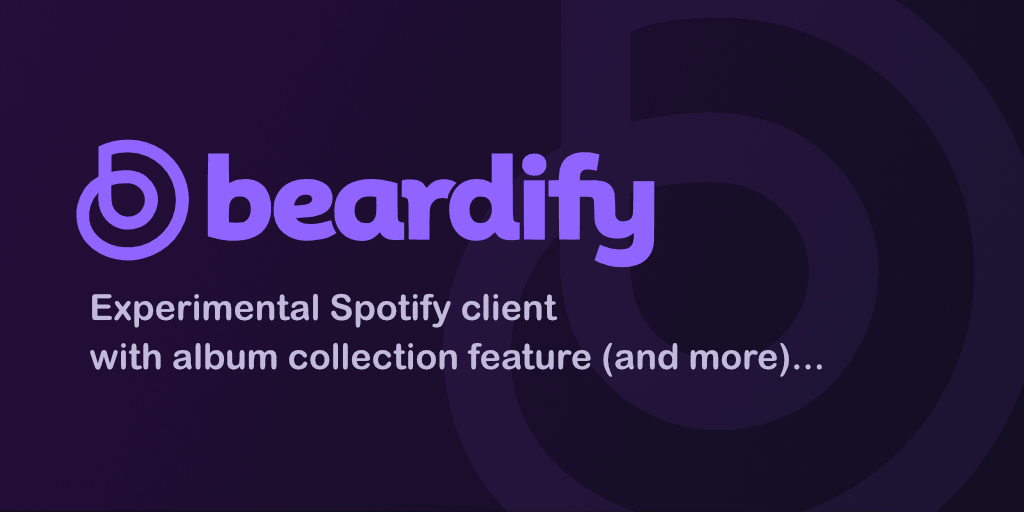 beardify
Experimental Spotify client
with album collection feature (and more)...